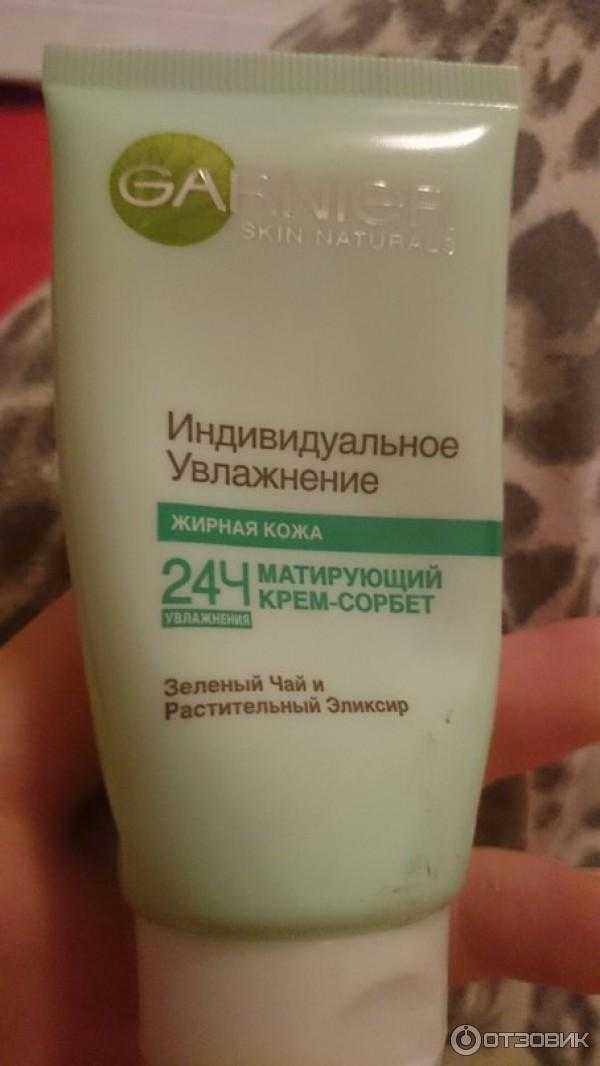 GARNIER
SKIN NATURALS
Индивидуальное
Увлажнение
ЖИРНАЯ КОЖА
24Ч МАТИРУЮЩИЙ
УВЛАЖНЕНИЯ КРЕМ-СОРБЕТ
Зеленый Чай и
Растительный Эликсир
ОТЗОВИК